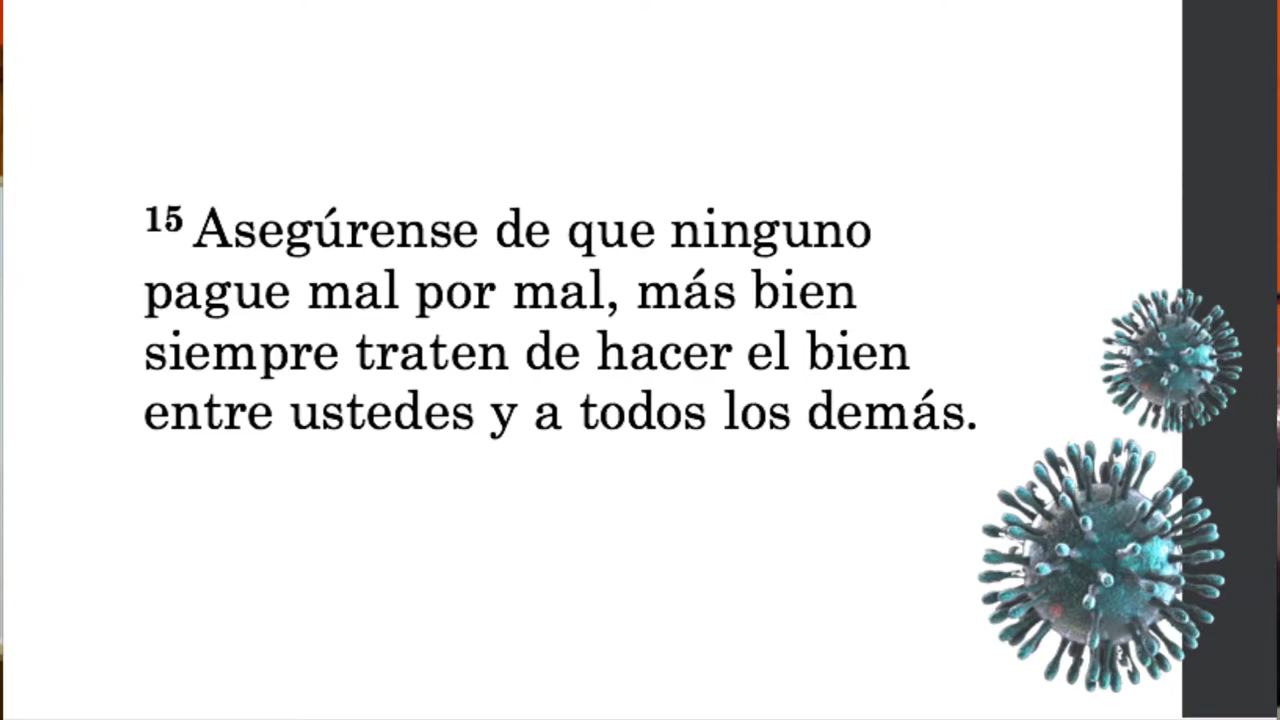 15 Asegúrense de que ninguno
pague mal por mal, más bien
siempre traten de hacer el bien
entre ustedes y a todos los demás.